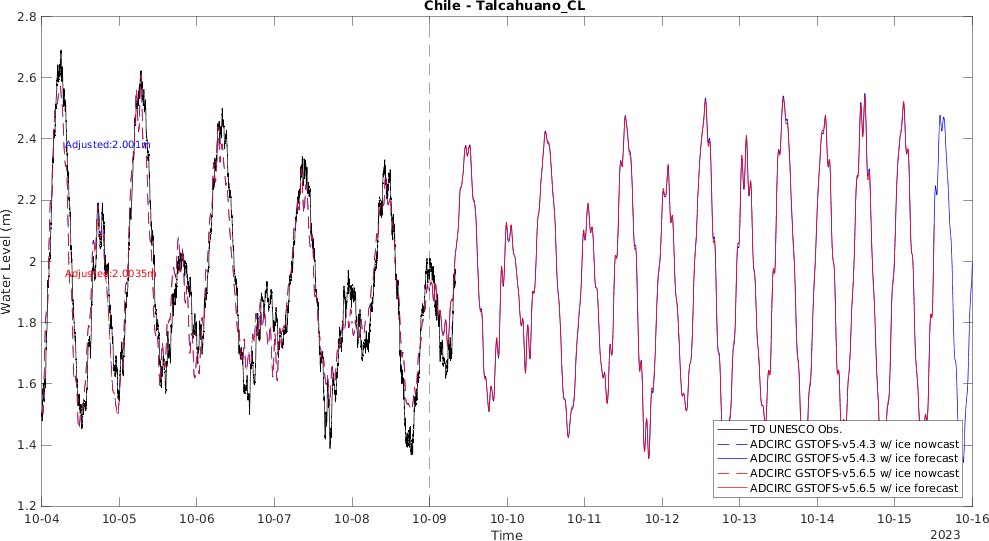 Chile - Talcahuano_CL
Water Level (m)
2.8
2.6
2.4
2.2
2
1.8
1.6
1.4
1.2
Adjusted:2.001m
Adjusted:2.0035m
TD UNESCO Obs.
ADCIRC GSTOFS-v5.4.3 w/ ice nowcast
ADCIRC GSTOFS-v5.4.3 w/ ice forecast
ADCIRC GSTOFS-v5.6.5 w/ ice nowcast
ADCIRC GSTOFS-v5.6.5 w/ ice forecast
10-04 10-05 10-06 10-07 10-08 10-09 10-10 10-11 10-12 10-13 10-14 10-15 10-16
Time
2023